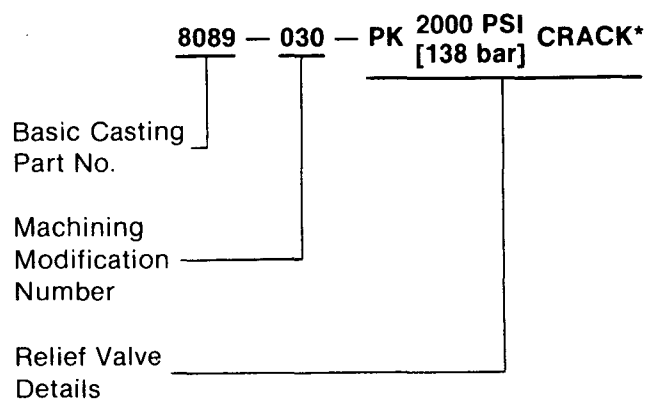 8089 — 030 — PK 2000 PSI [138 bar] CRACK*
Basic Casting
Part No.
Machining
Modification
Number
Relief Valve
Details